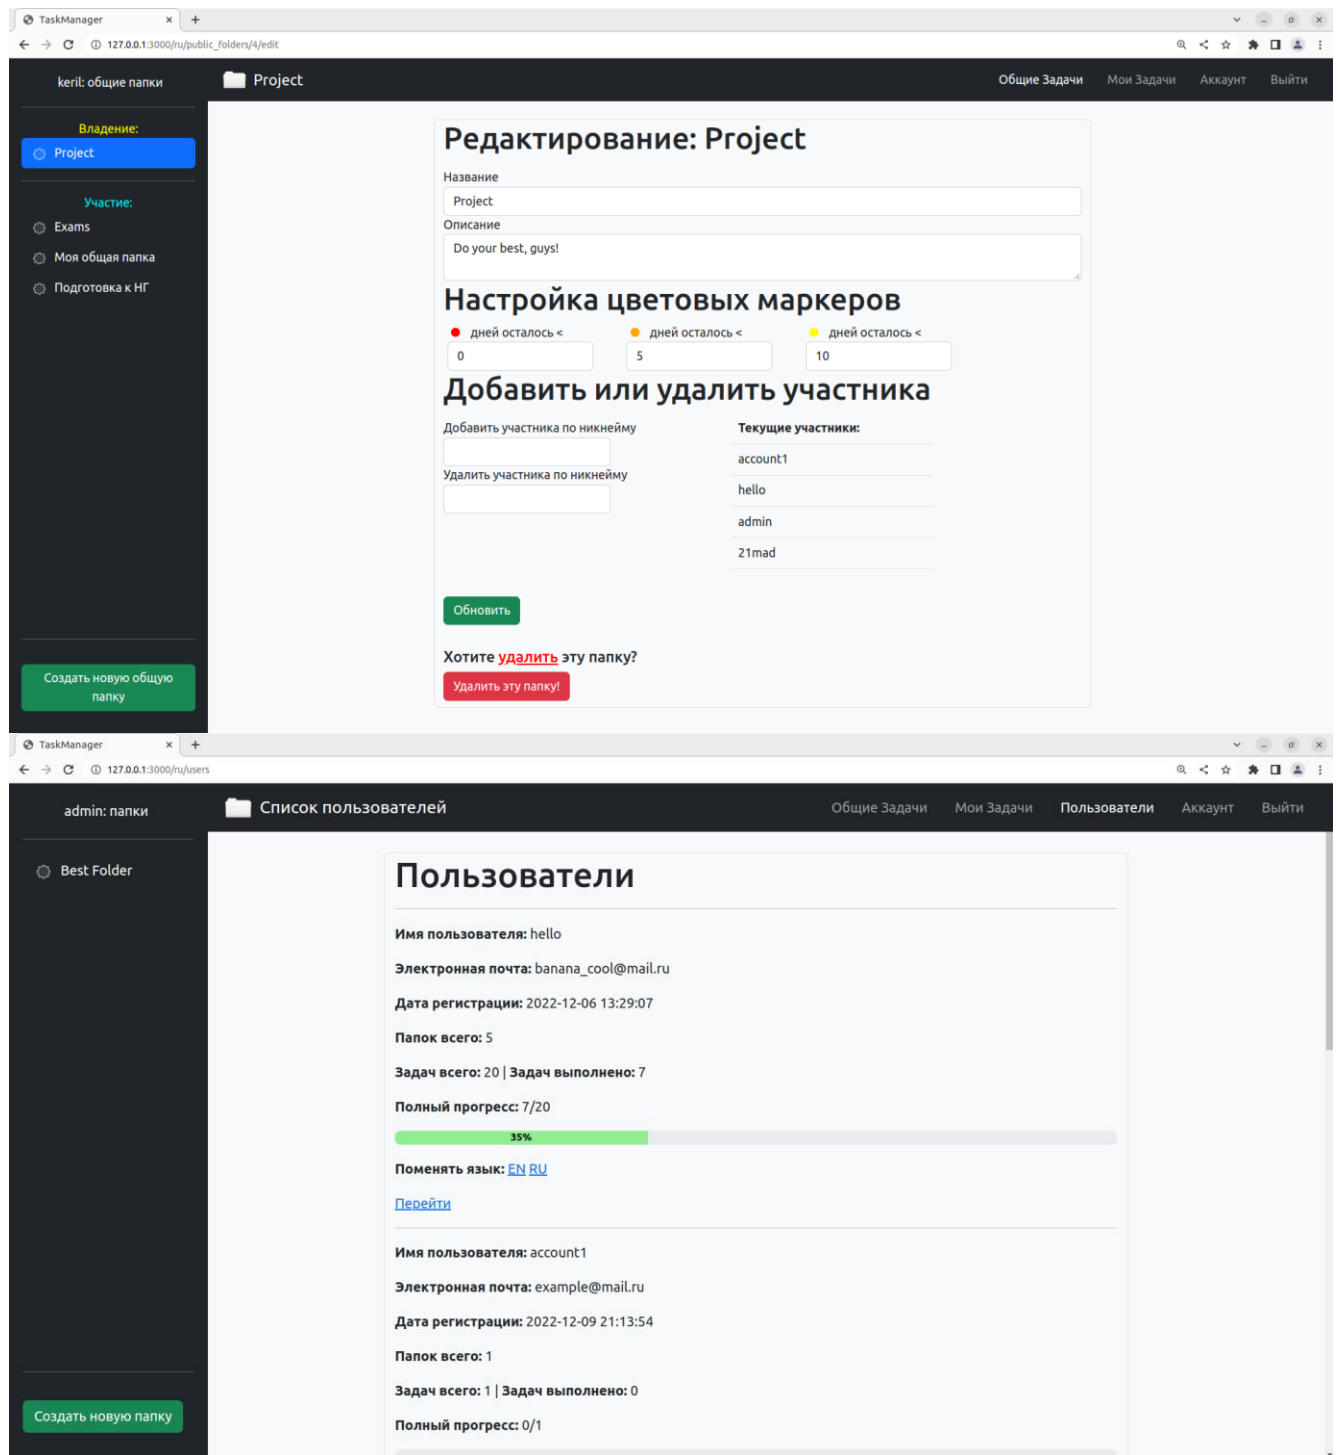 TaskManager
127.0.0.1:3000/ru/public_folders/4/edit
keril: общие папки
Project
Общие Задачи
Мои Задачи
Аккаунт
Выйти
Владение:
Project
Участие:
Exams
Моя общая папка
Подготовка к НГ
Создать новую общую
папку
Редактирование: Project
Название
Project
Описание
Do your best, guys!
Настройка цветовых маркеров
дней осталось <
дней осталось <
дней осталось <
0
5
10
Добавить или удалить участника
Добавить участника по никнейму
Удалить участника по никнейму
Текущие участники:
account1
hello
admin
21mad
Обновить
Хотите удалить эту папку?
Удалить эту папку!
TaskManager
127.0.0.1:3000/ru/users
admin: папки
Список пользователей
Общие Задачи
Мои Задачи
Пользователи
Аккаунт
Выйти
Best Folder
Создать новую папку
Пользователи
Имя пользователя: hello
Электронная почта: banana_cool@mail.ru
Дата регистрации: 2022-12-06 13:29:07
Папок всего: 5
Задач всего: 20 | Задач выполнено: 7
Полный прогресс: 7/20
35%
Поменять язык: EN RU
Перейти
Имя пользователя: account1
Электронная почта: example@mail.ru
Дата регистрации: 2022-12-09 21:13:54
Папок всего: 1
Задач всего: 1 | Задач выполнено: 0
Полный прогресс: 0/1